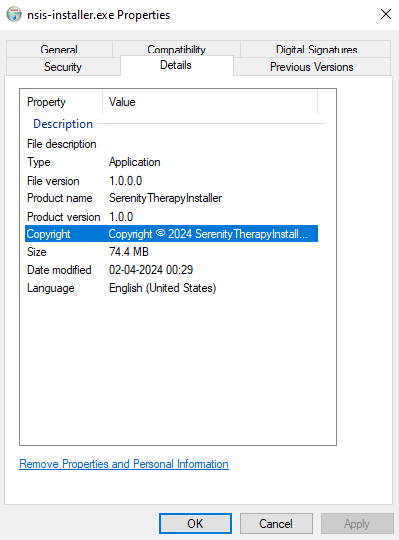 nsis-installer.exe Properties
General Compatibility Digital Signatures
Security Details Previous Versions
Property Value
Description
File description
Type Application
File version 1.0.0.0
Product name SerenityTherapyInstaller
Product version 1.0.0
Copyright Copyright © 2024 SerenityTherapyInstall...
Size 74.4 MB
Date modified 02-04-2024 00:29
Language English (United States)
Remove Properties and Personal Information
OK Cancel Apply